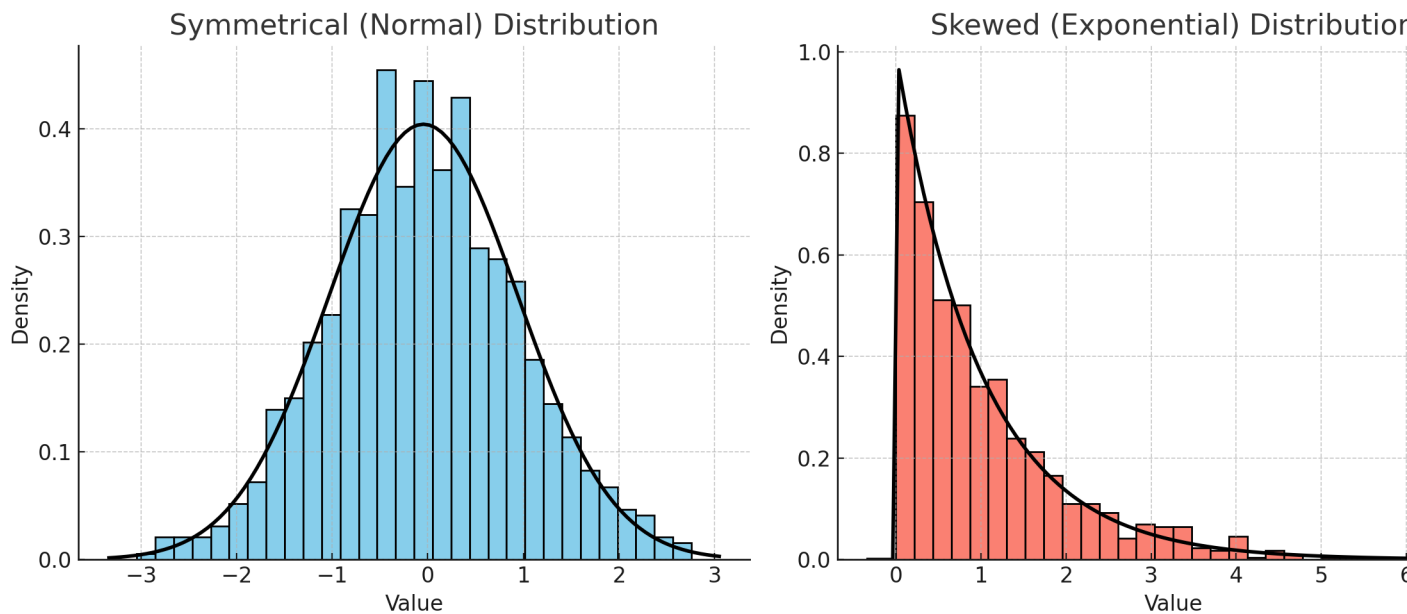 Symmetrical (Normal) Distribution
0.4
0.3
0.2
0.1
0.0
Density
−3 −2 −1 0 1 2 3
Value
Skewed (Exponential) Distribution
1.0
0.8
0.6
0.4
0.2
0.0
Density
0 1 2 3 4 5 6
Value